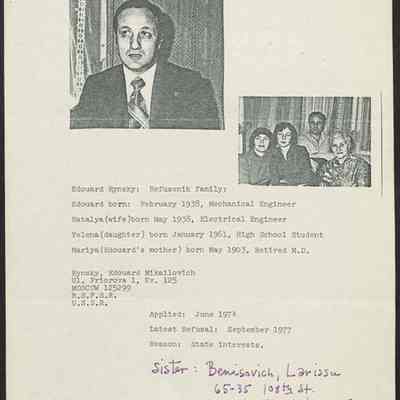 Edouard Rynsky: Refusenik Family:
Edouard born: February 1938, Mechanical Engineer
Natalya(wife)born May 1938, Electrical Engineer
Yelena(daughter) born January 1961, High School Student
Mariya(Edouard's mother) born May 1903, Retired M.D.
Rynsky, Edouard Mikailovich
Ul. Priorova 1, Kv. 125
MOSCOW 125299
R.S.F.S.R.
U.S.S.R.
Applied: June 1974
Latest Refusal: September 1977
Reason: State interests.
Sister: Benisovich, Larissa
65-35 108th St.